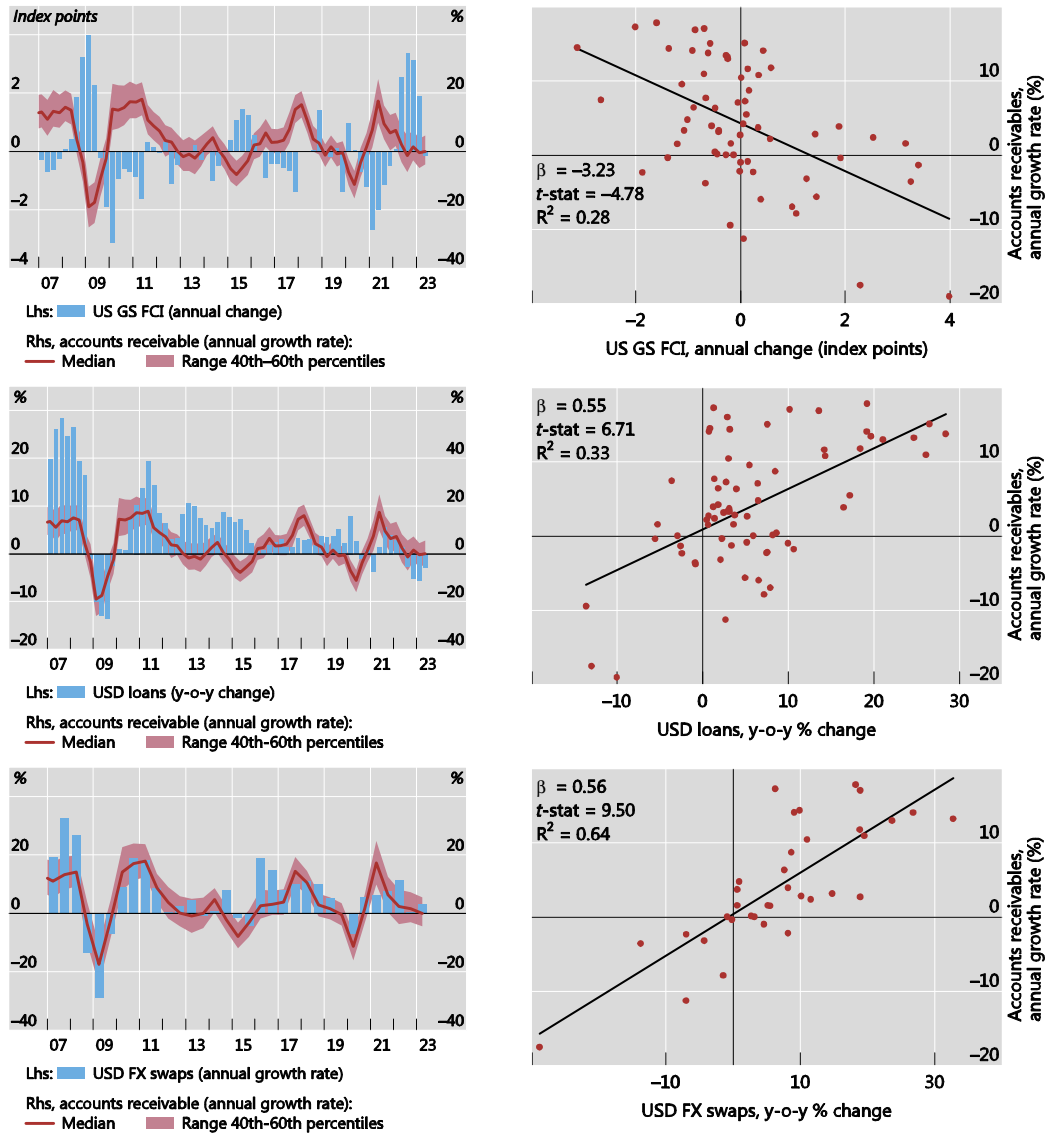 Index points
%
2
20
0
0
−2
−20
−4
−40
07
09
11
13
15
17
19
21
23
Lhs: US GS FCI (annual change)
Rhs, accounts receivable (annual growth rate):
Median
Range 40th–60th percentiles
β = −3.23
t-stat = −4.78
R² = 0.28
10
0
−10
−20
Accounts receivables,
annual growth rate (%)
−2
0
2
4
US GS FCI, annual change (index points)
%
%
20
40
10
20
0
0
−10
−20
−20
−40
07
09
11
13
15
17
19
21
23
Lhs: USD loans (y-o-y change)
Rhs, accounts receivable (annual growth rate):
Median
Range 40th-60th percentiles
β = 0.55
t-stat = 6.71
R² = 0.33
10
0
−10
−20
Accounts receivables,
annual growth rate (%)
−10
0
10
20
30
USD loans, y-o-y % change
%
%
20
20
0
0
−20
−20
−40
−40
07
09
11
13
15
17
19
21
23
Lhs: USD FX swaps (annual growth rate)
Rhs, accounts receivable (annual growth rate):
Median
Range 40th-60th percentiles
β = 0.56
t-stat = 9.50
R² = 0.64
10
0
−10
−20
Accounts receivables,
annual growth rate (%)
−10
10
30
USD FX swaps, y-o-y % change